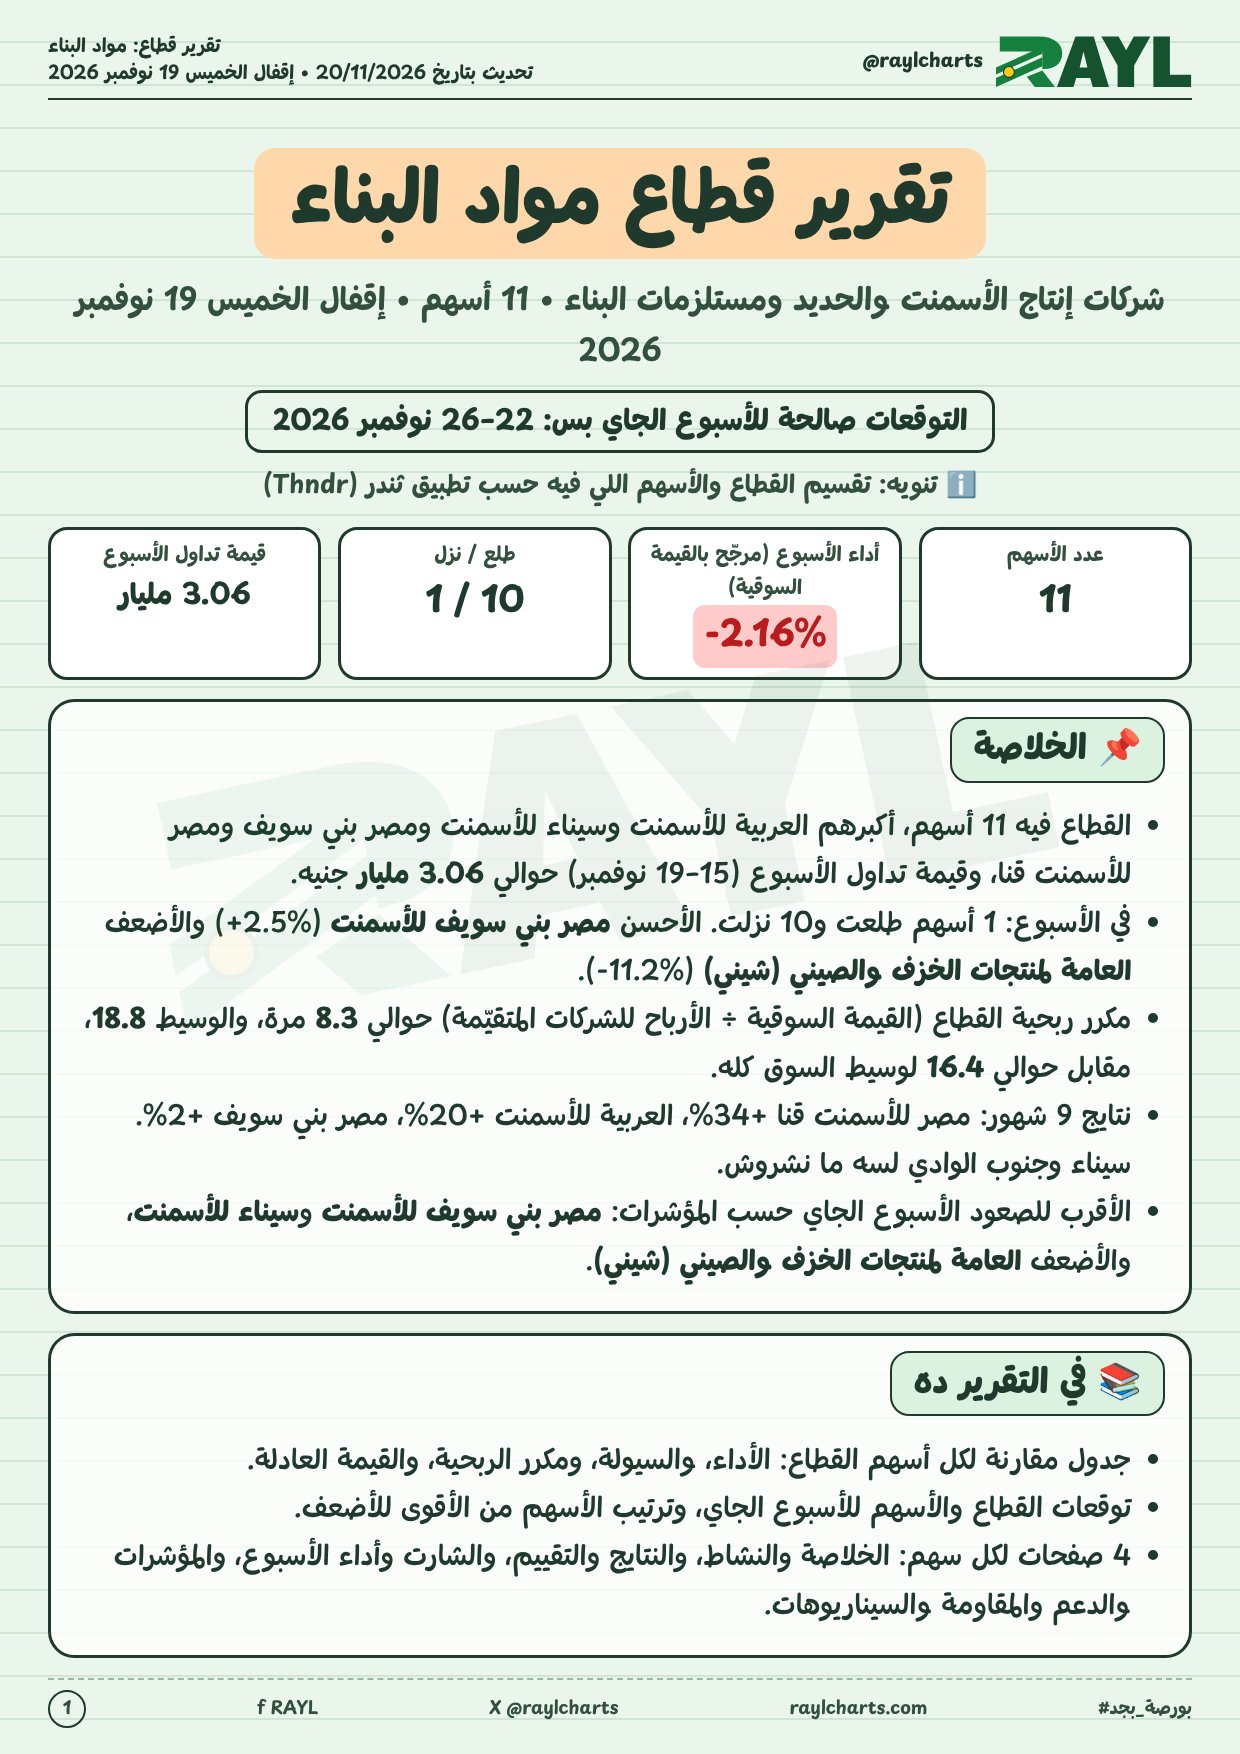 RAYL
@raylcharts
تقرير قطاع: مواد البناء
تحديث بتاريخ 20/11/2026 • إقفال الخميس 19 نوفمبر 2026
تقرير قطاع مواد البناء
شركات إنتاج الأسمنت والحديد ومستلزمات البناء • 11 أسهم • إقفال الخميس 19 نوفمبر
2026
التوقعات صالحة للأسبوع الجاي بس: 22–26 نوفمبر 2026
ℹ️ تنويه: تقسيم القطاع والأسهم اللي فيه حسب تطبيق ثندر (Thndr)
عدد الأسهم
11
أداء الأسبوع (مرجّح بالقيمة
السوقية)
-2.16%
طلع / نزل
1 / 10
قيمة تداول الأسبوع
3.06 مليار
📌 الخلاصة
• القطاع فيه 11 أسهم، أكبرهم العربية للأسمنت وسيناء للأسمنت ومصر بني سويف ومصر
للأسمنت قنا، وقيمة تداول الأسبوع (15–19 نوفمبر) حوالي 3.06 مليار جنيه.
• في الأسبوع: 1 أسهم طلعت و10 نزلت. الأحسن مصر بني سويف للأسمنت (+2.5%) والأضعف
العامة لمنتجات الخزف والصيني (شيني) (-11.2%).
• مكرر ربحية القطاع (القيمة السوقية ÷ الأرباح للشركات المتقيّمة) حوالي 8.3 مرة، والوسيط 18.8،
مقابل حوالي 16.4 لوسيط السوق كله.
• نتايج 9 شهور: مصر للأسمنت قنا +34%، العربية للأسمنت +20%، مصر بني سويف +2%.
سيناء وجنوب الوادي لسه ما نشروش.
• الأقرب للصعود الأسبوع الجاي حسب المؤشرات: مصر بني سويف للأسمنت وسيناء للأسمنت،
والأضعف العامة لمنتجات الخزف والصيني (شيني).
📚 في التقرير ده
• جدول مقارنة لكل أسهم القطاع: الأداء، والسيولة، ومكرر الربحية، والقيمة العادلة.
• توقعات القطاع والأسهم للأسبوع الجاي، وترتيب الأسهم من الأقوى للأضعف.
• 4 صفحات لكل سهم: الخلاصة والنشاط، والنتايج والتقييم، والشارت وأداء الأسبوع، والمؤشرات
والدعم والمقاومة والسيناريوهات.
#بورصة_بجد
raylcharts.com
X @raylcharts
f RAYL
1